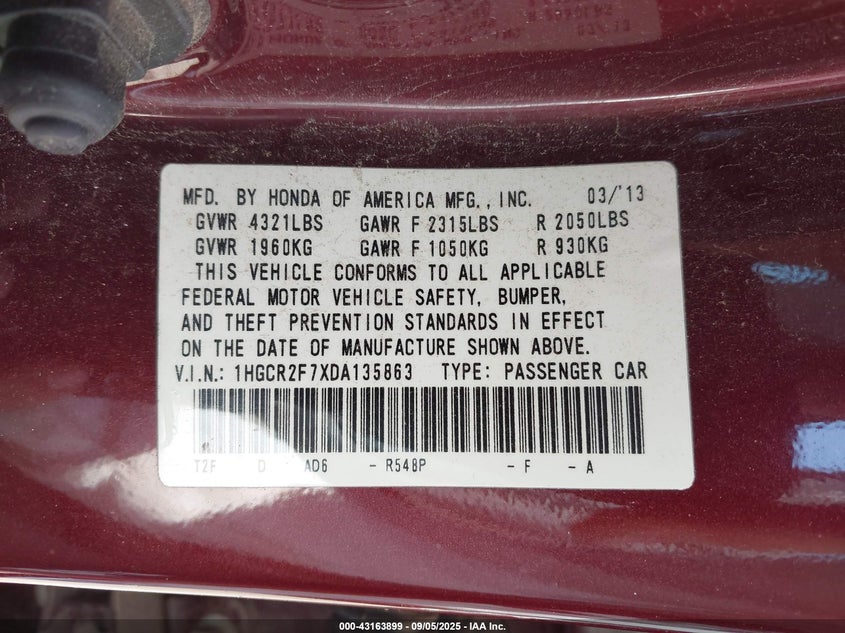 MFD. BY HONDA OF AMERICA MFG., INC. 03/'13
GVWR 4321LBS GAWR F 2315LBS R 2050LBS
GVWR 1960KG GAWR F 1050KG R 930KG
THIS VEHICLE CONFORMS TO ALL APPLICABLE
FEDERAL MOTOR VEHICLE SAFETY, BUMPER,
AND THEFT PREVENTION STANDARDS IN EFFECT
ON THE DATE OF MANUFACTURE SHOWN ABOVE.
V.I.N.: 1HGCR2F7XDA135863 TYPE: PASSENGER CAR
T2F D AD6 - R548P - F - A
000-43163899 - 09/05/2025 - IAA Inc.